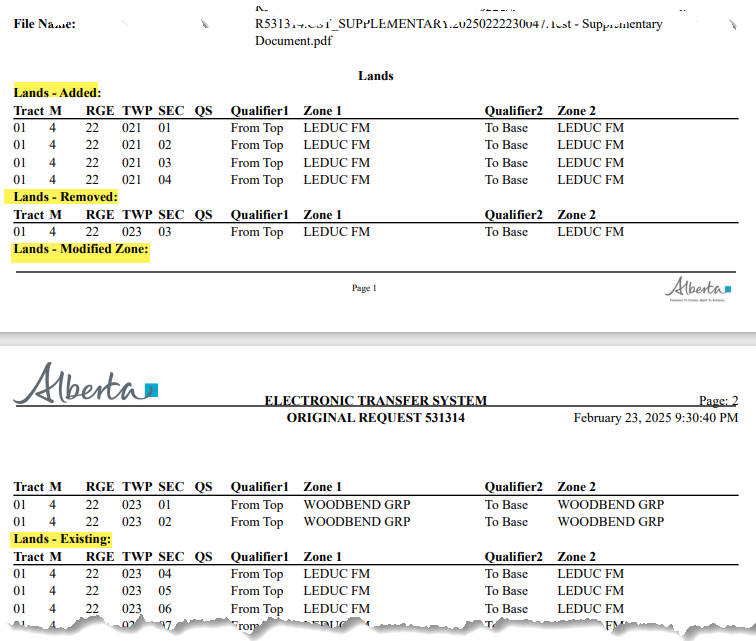 File Name:
R531314.CST_SUPPLEMENTARY.20250222230047.Test - Supplementary
Document.pdf
Lands
Lands - Added:
Tract M RGE TWP SEC QS Qualifier1 Zone 1 Qualifier2 Zone 2
01 4 22 021 01 From Top LEDUC FM To Base LEDUC FM
01 4 22 021 02 From Top LEDUC FM To Base LEDUC FM
01 4 22 021 03 From Top LEDUC FM To Base LEDUC FM
01 4 22 021 04 From Top LEDUC FM To Base LEDUC FM
Lands - Removed:
Tract M RGE TWP SEC QS Qualifier1 Zone 1 Qualifier2 Zone 2
01 4 22 023 03 From Top LEDUC FM To Base LEDUC FM
Lands - Modified Zone:
Page 1
Alberta
Alberta
ELECTRONIC TRANSFER SYSTEM Page: 2
ORIGINAL REQUEST 531314 February 23, 2025 9:30:40 PM
Tract M RGE TWP SEC QS Qualifier1 Zone 1 Qualifier2 Zone 2
01 4 22 023 01 From Top WOODBEND GRP To Base WOODBEND GRP
01 4 22 023 02 From Top WOODBEND GRP To Base WOODBEND GRP
Lands - Existing:
Tract M RGE TWP SEC QS Qualifier1 Zone 1 Qualifier2 Zone 2
01 4 22 023 04 From Top LEDUC FM To Base LEDUC FM
01 4 22 023 05 From Top LEDUC FM To Base LEDUC FM
01 4 22 023 06 From Top LEDUC FM To Base LEDUC FM
01 4 22